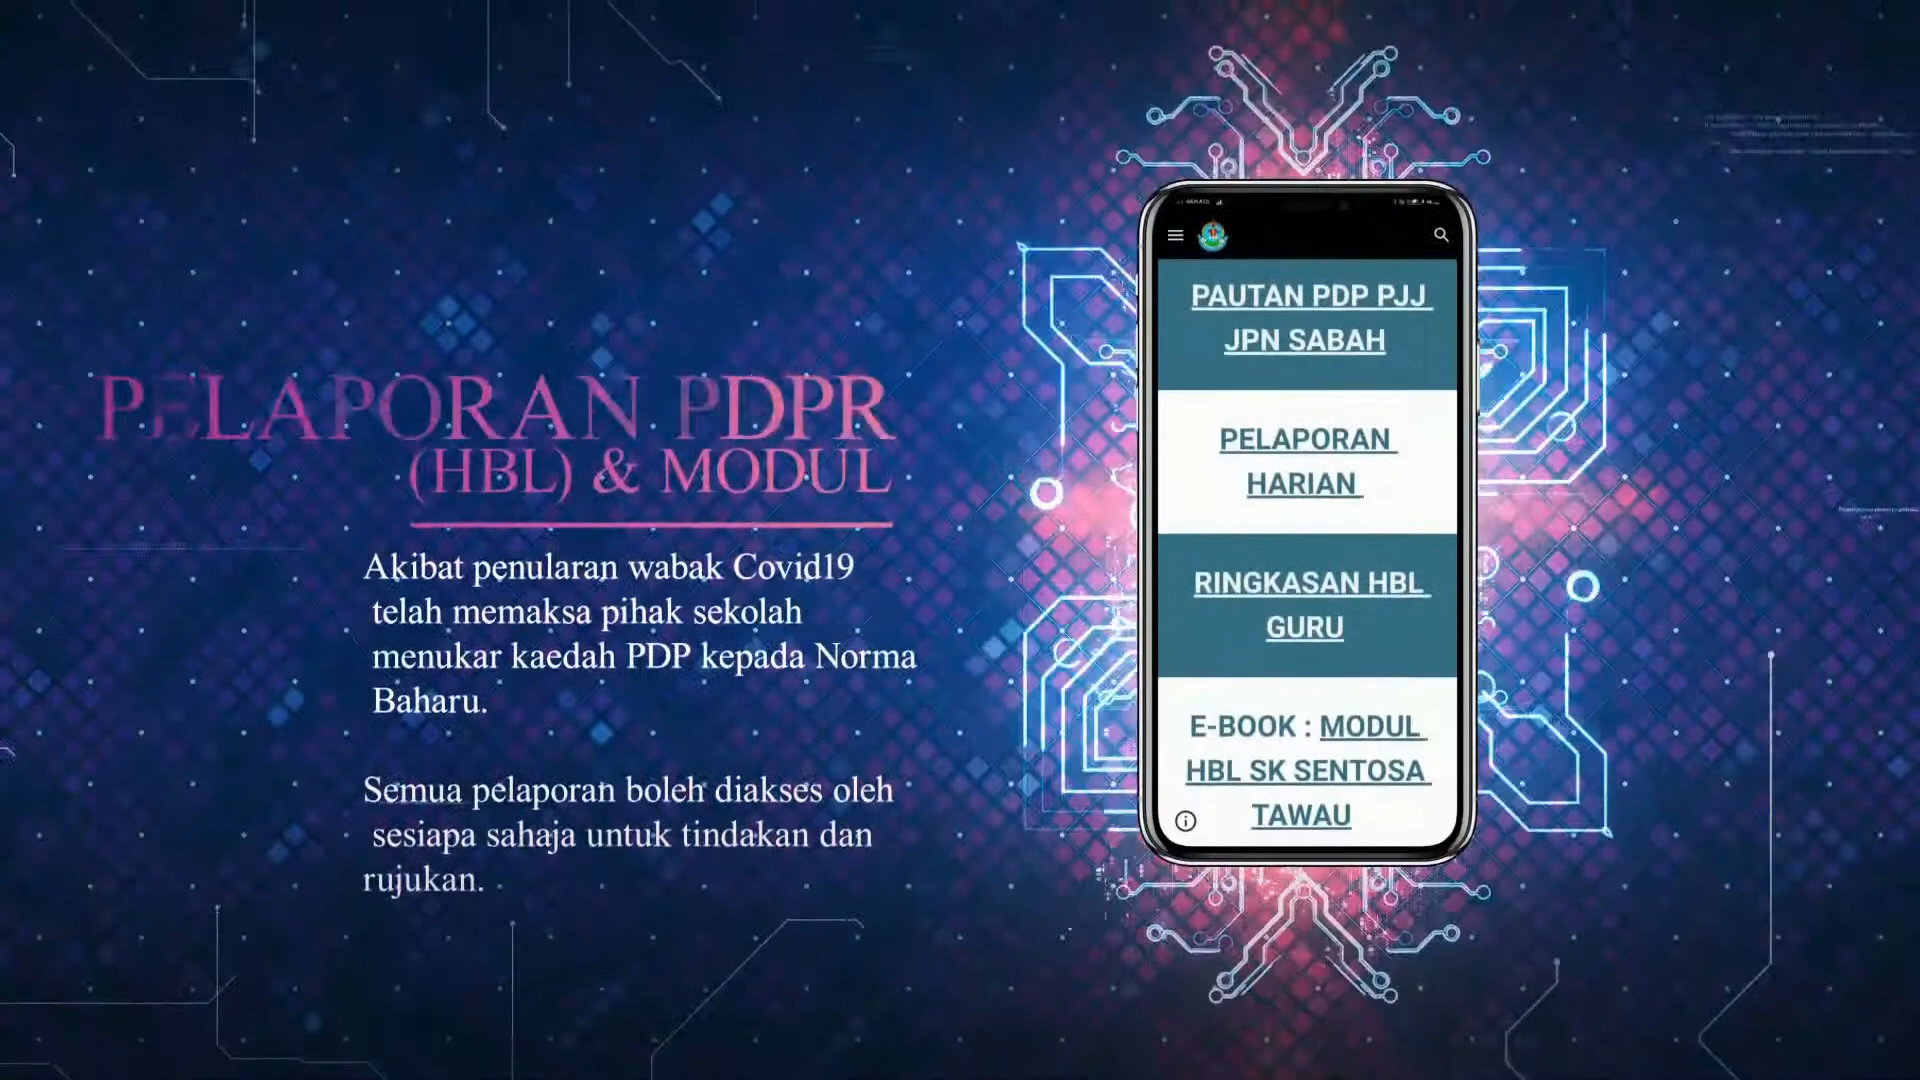 PELAPORAN PDPR
(HBL) & MODUL
Akibat penularan wabak Covid19
telah memaksa pihak sekolah
menukar kaedah PDP kepada Norma
Baharu.
Semua pelaporan boleh diakses oleh
sesiapa sahaja untuk tindakan dan
rujukan.
PAUTAN PDP PJJ
JPN SABAH
PELAPORAN
HARIAN
RINGKASAN HBL
GURU
E-BOOK : MODUL
HBL SK SENTOSA
TAWAU